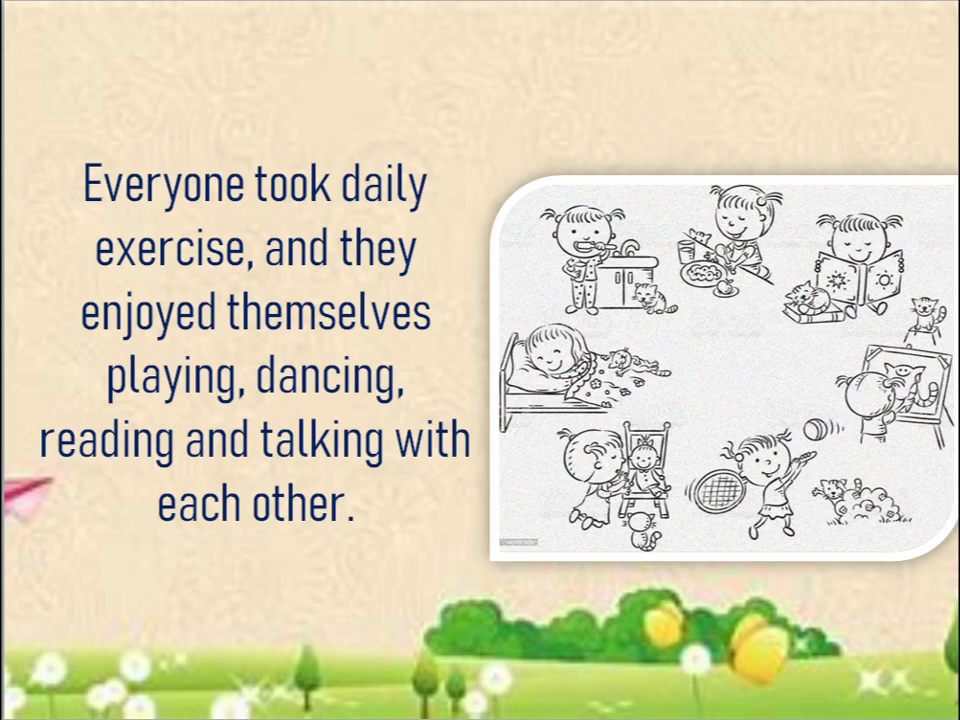 Everyone took daily
exercise, and they
enjoyed themselves
playing, dancing,
reading and talking with
each other.